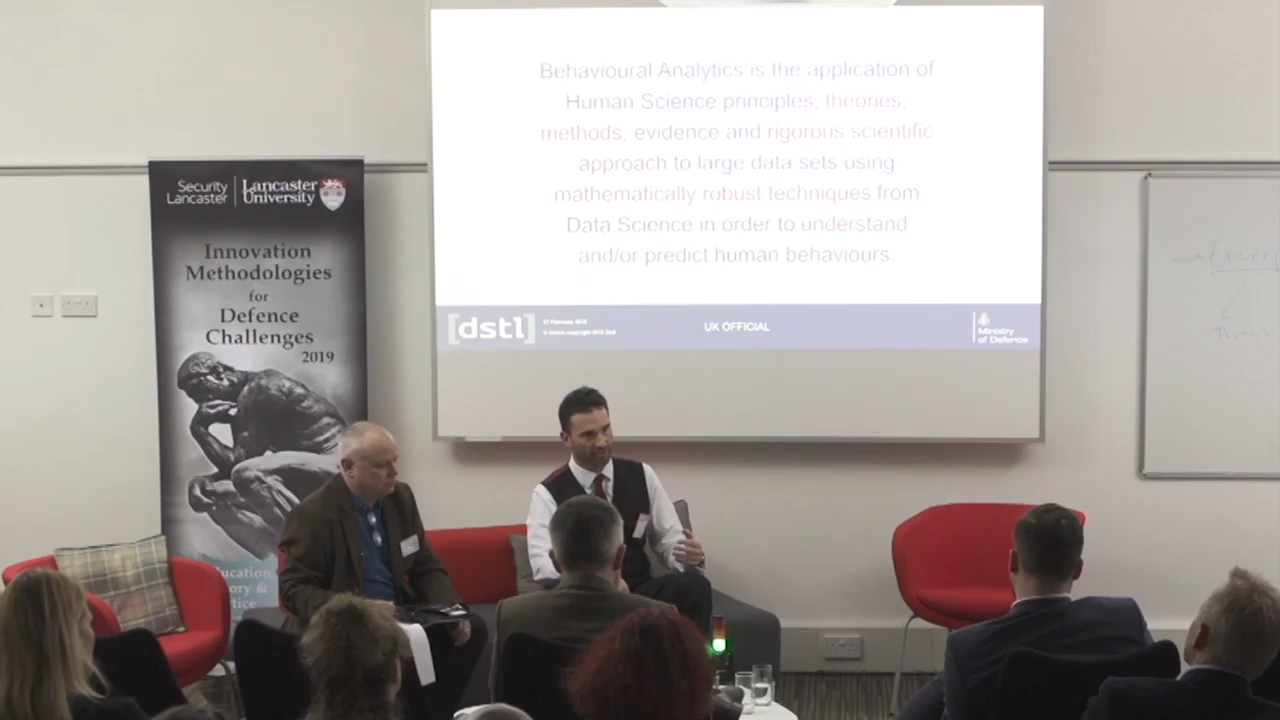 Behavioural Analytics is the application of
Human Science principles, theories,
methods, evidence and rigorous scientific
approach to large data sets using
mathematically robust techniques from
Data Science in order to understand
and/or predict human behaviours.
[dstl]
UK OFFICIAL
Ministry
of Defence
Security
Lancaster
Lancaster
University
Innovation
Methodologies
for
Defence
Challenges
2019